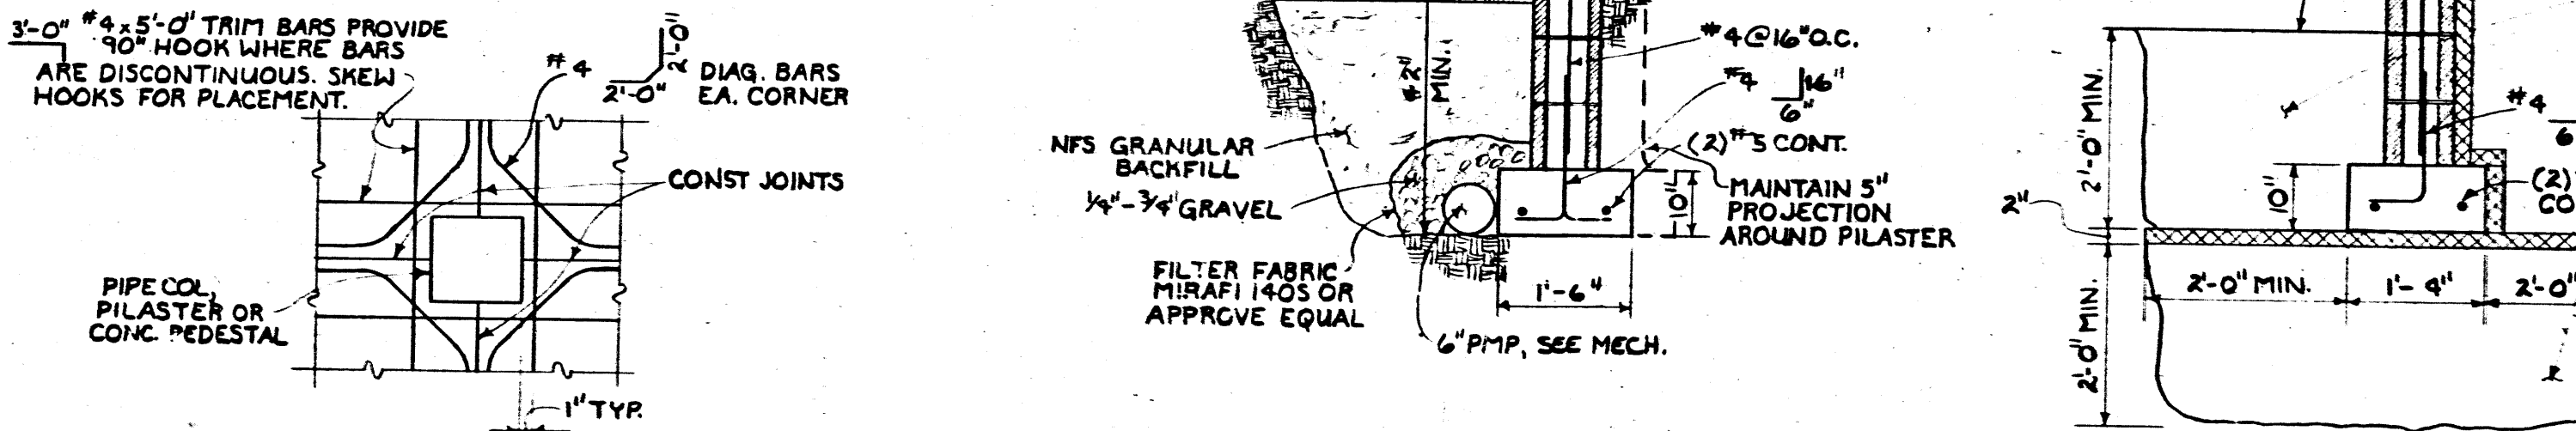 3'-0" #4 x 5'-0" TRIM BARS PROVIDE
90° HOOK WHERE BARS
ARE DISCONTINUOUS. SKEW
HOOKS FOR PLACEMENT.
#4
2'-0"
2'-0"
DIAG. BARS
EA. CORNER
CONST JOINTS
PIPE COL,
PILASTER OR
CONC. PEDESTAL
1" TYP.
MIN.
#4@16"O.C.
#4
16"
6"
(2)#5 CONT.
NFS GRANULAR
BACKFILL
1/4"-3/4" GRAVEL
10"
MAINTAIN 5"
PROJECTION
AROUND PILASTER
FILTER FABRIC
MIRAFI 140S OR
APPROVE EQUAL
1'-6"
6" PMP, SEE MECH.
2'-0" MIN.
2"
10"
#4
6
(2)
CO
2'-0" MIN.
1'-4"
2'-0"
2'-0" MIN.